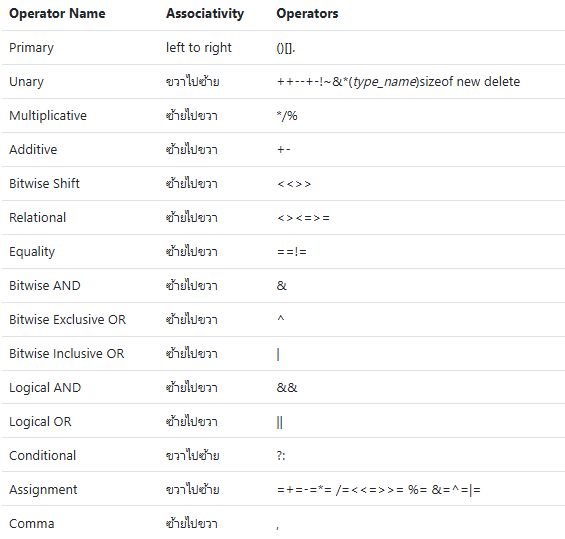 Operator Name Associativity Operators
Primary left to right ()[].
Unary ขวาไปซ้าย ++--+-!~&*(type_name)sizeof new delete
Multiplicative ซ้ายไปขวา */%
Additive ซ้ายไปขวา +-
Bitwise Shift ซ้ายไปขวา <<>>
Relational ซ้ายไปขวา <><=>=
Equality ซ้ายไปขวา ==!=
Bitwise AND ซ้ายไปขวา &
Bitwise Exclusive OR ซ้ายไปขวา ^
Bitwise Inclusive OR ซ้ายไปขวา |
Logical AND ซ้ายไปขวา &&
Logical OR ซ้ายไปขวา ||
Conditional ขวาไปซ้าย ?:
Assignment ขวาไปซ้าย =+=-=*= /=<<=>>= %= &=^=|=
Comma ซ้ายไปขวา ,